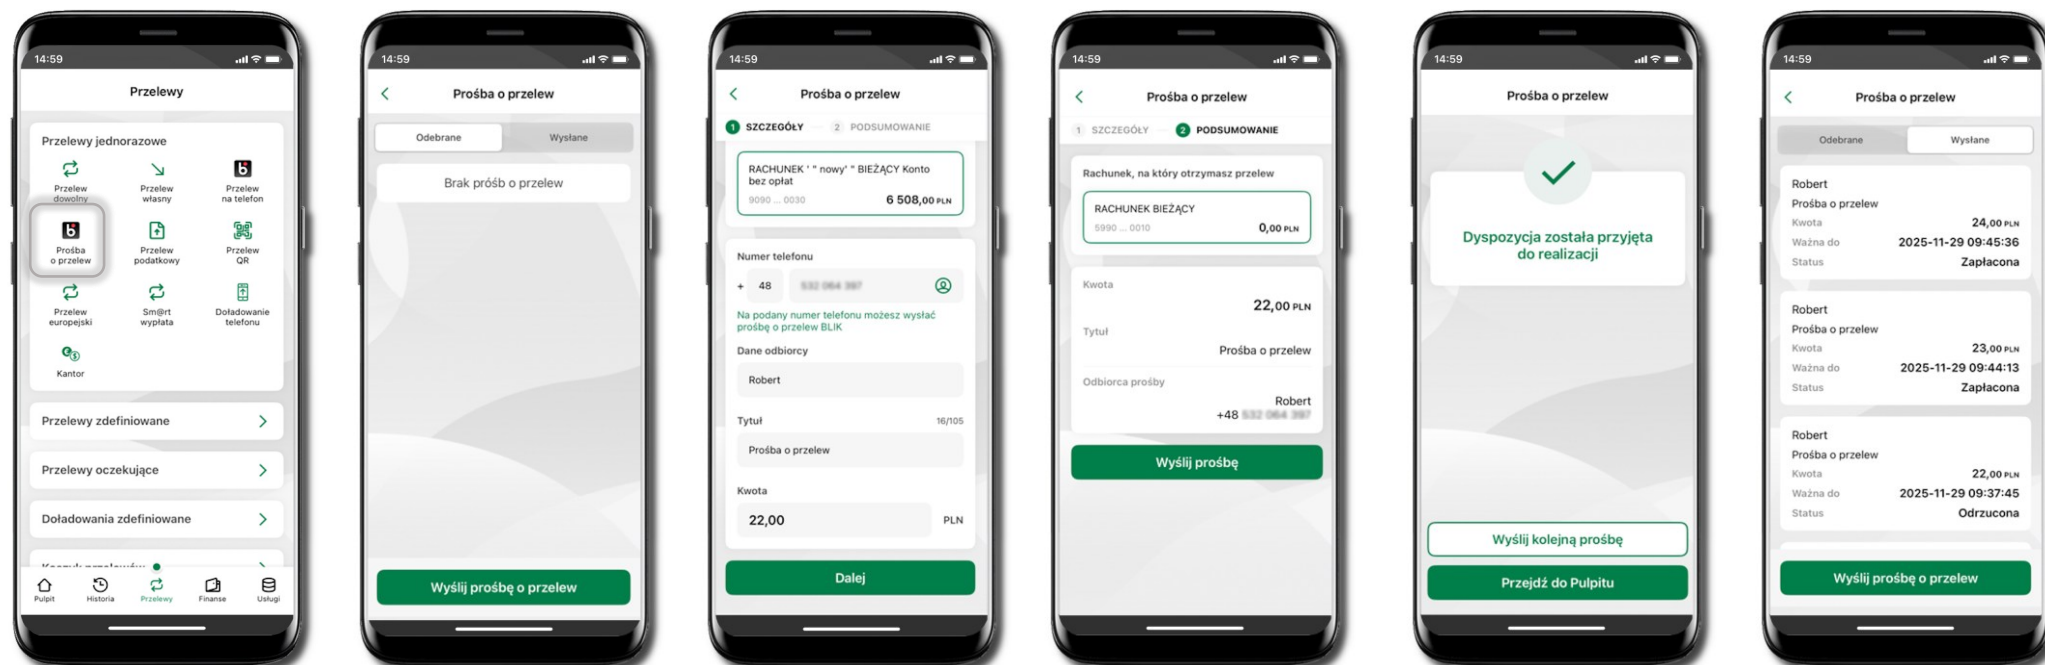 14:59
Przelewy
Przelewy jednorazowe
Przelew
dowolny
Przelew
własny
Przelew
na telefon
Prośba
o przelew
Przelew
podatkowy
Przelew
QR
Przelew
europejski
Sm@rt
wypłata
Doładowanie
telefonu
Kantor
Przelewy zdefiniowane
Przelewy oczekujące
Doładowania zdefiniowane
Pulpit
Historia
Przelewy
Finanse
Usługi
14:59
Prośba o przelew
Odebrane
Wysłane
Brak próśb o przelew
Wyślij prośbę o przelew
14:59
Prośba o przelew
1 SZCZEGÓŁY
2 PODSUMOWANIE
RACHUNEK ' " nowy' " BIEŻĄCY Konto
bez opłat
9090 ... 0030 6 508,00 PLN
Numer telefonu
+ 48
Na podany numer telefonu możesz wysłać
prośbę o przelew BLIK
Dane odbiorcy
Robert
Tytuł 16/105
Prośba o przelew
Kwota
22,00 PLN
Dalej
14:59
Prośba o przelew
1 SZCZEGÓŁY
2 PODSUMOWANIE
Rachunek, na który otrzymasz przelew
RACHUNEK BIEŻĄCY
5990 ... 0010 0,00 PLN
Kwota
22,00 PLN
Tytuł
Prośba o przelew
Odbiorca prośby
Robert
+48
Wyślij prośbę
14:59
Prośba o przelew
Dyspozycja została przyjęta
do realizacji
Wyślij kolejną prośbę
Przejdź do Pulpitu
14:59
Prośba o przelew
Odebrane
Wysłane
Robert
Prośba o przelew
Kwota 24,00 PLN
Ważna do 2025-11-29 09:45:36
Status Zapłacona
Robert
Prośba o przelew
Kwota 23,00 PLN
Ważna do 2025-11-29 09:44:13
Status Zapłacona
Robert
Prośba o przelew
Kwota 22,00 PLN
Ważna do 2025-11-29 09:37:45
Status Odrzucona
Wyślij prośbę o przelew